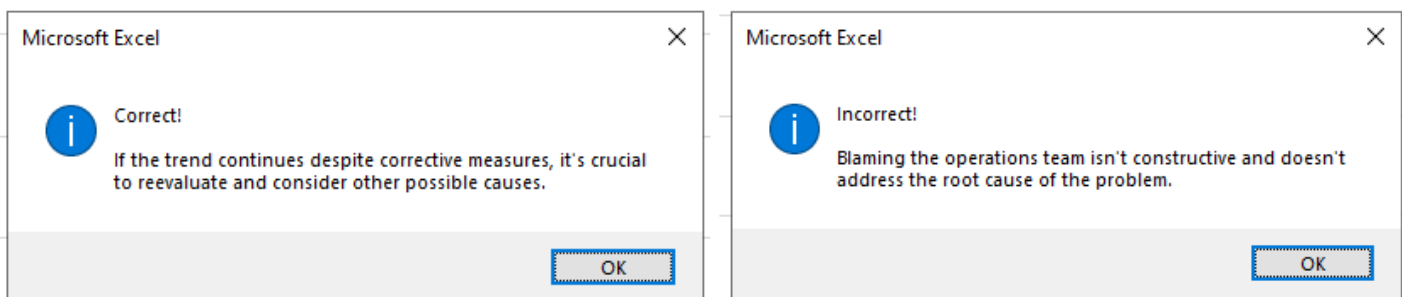 Microsoft Excel
Correct!
If the trend continues despite corrective measures, it's crucial
to reevaluate and consider other possible causes.
OK
Microsoft Excel
Incorrect!
Blaming the operations team isn't constructive and doesn't
address the root cause of the problem.
OK